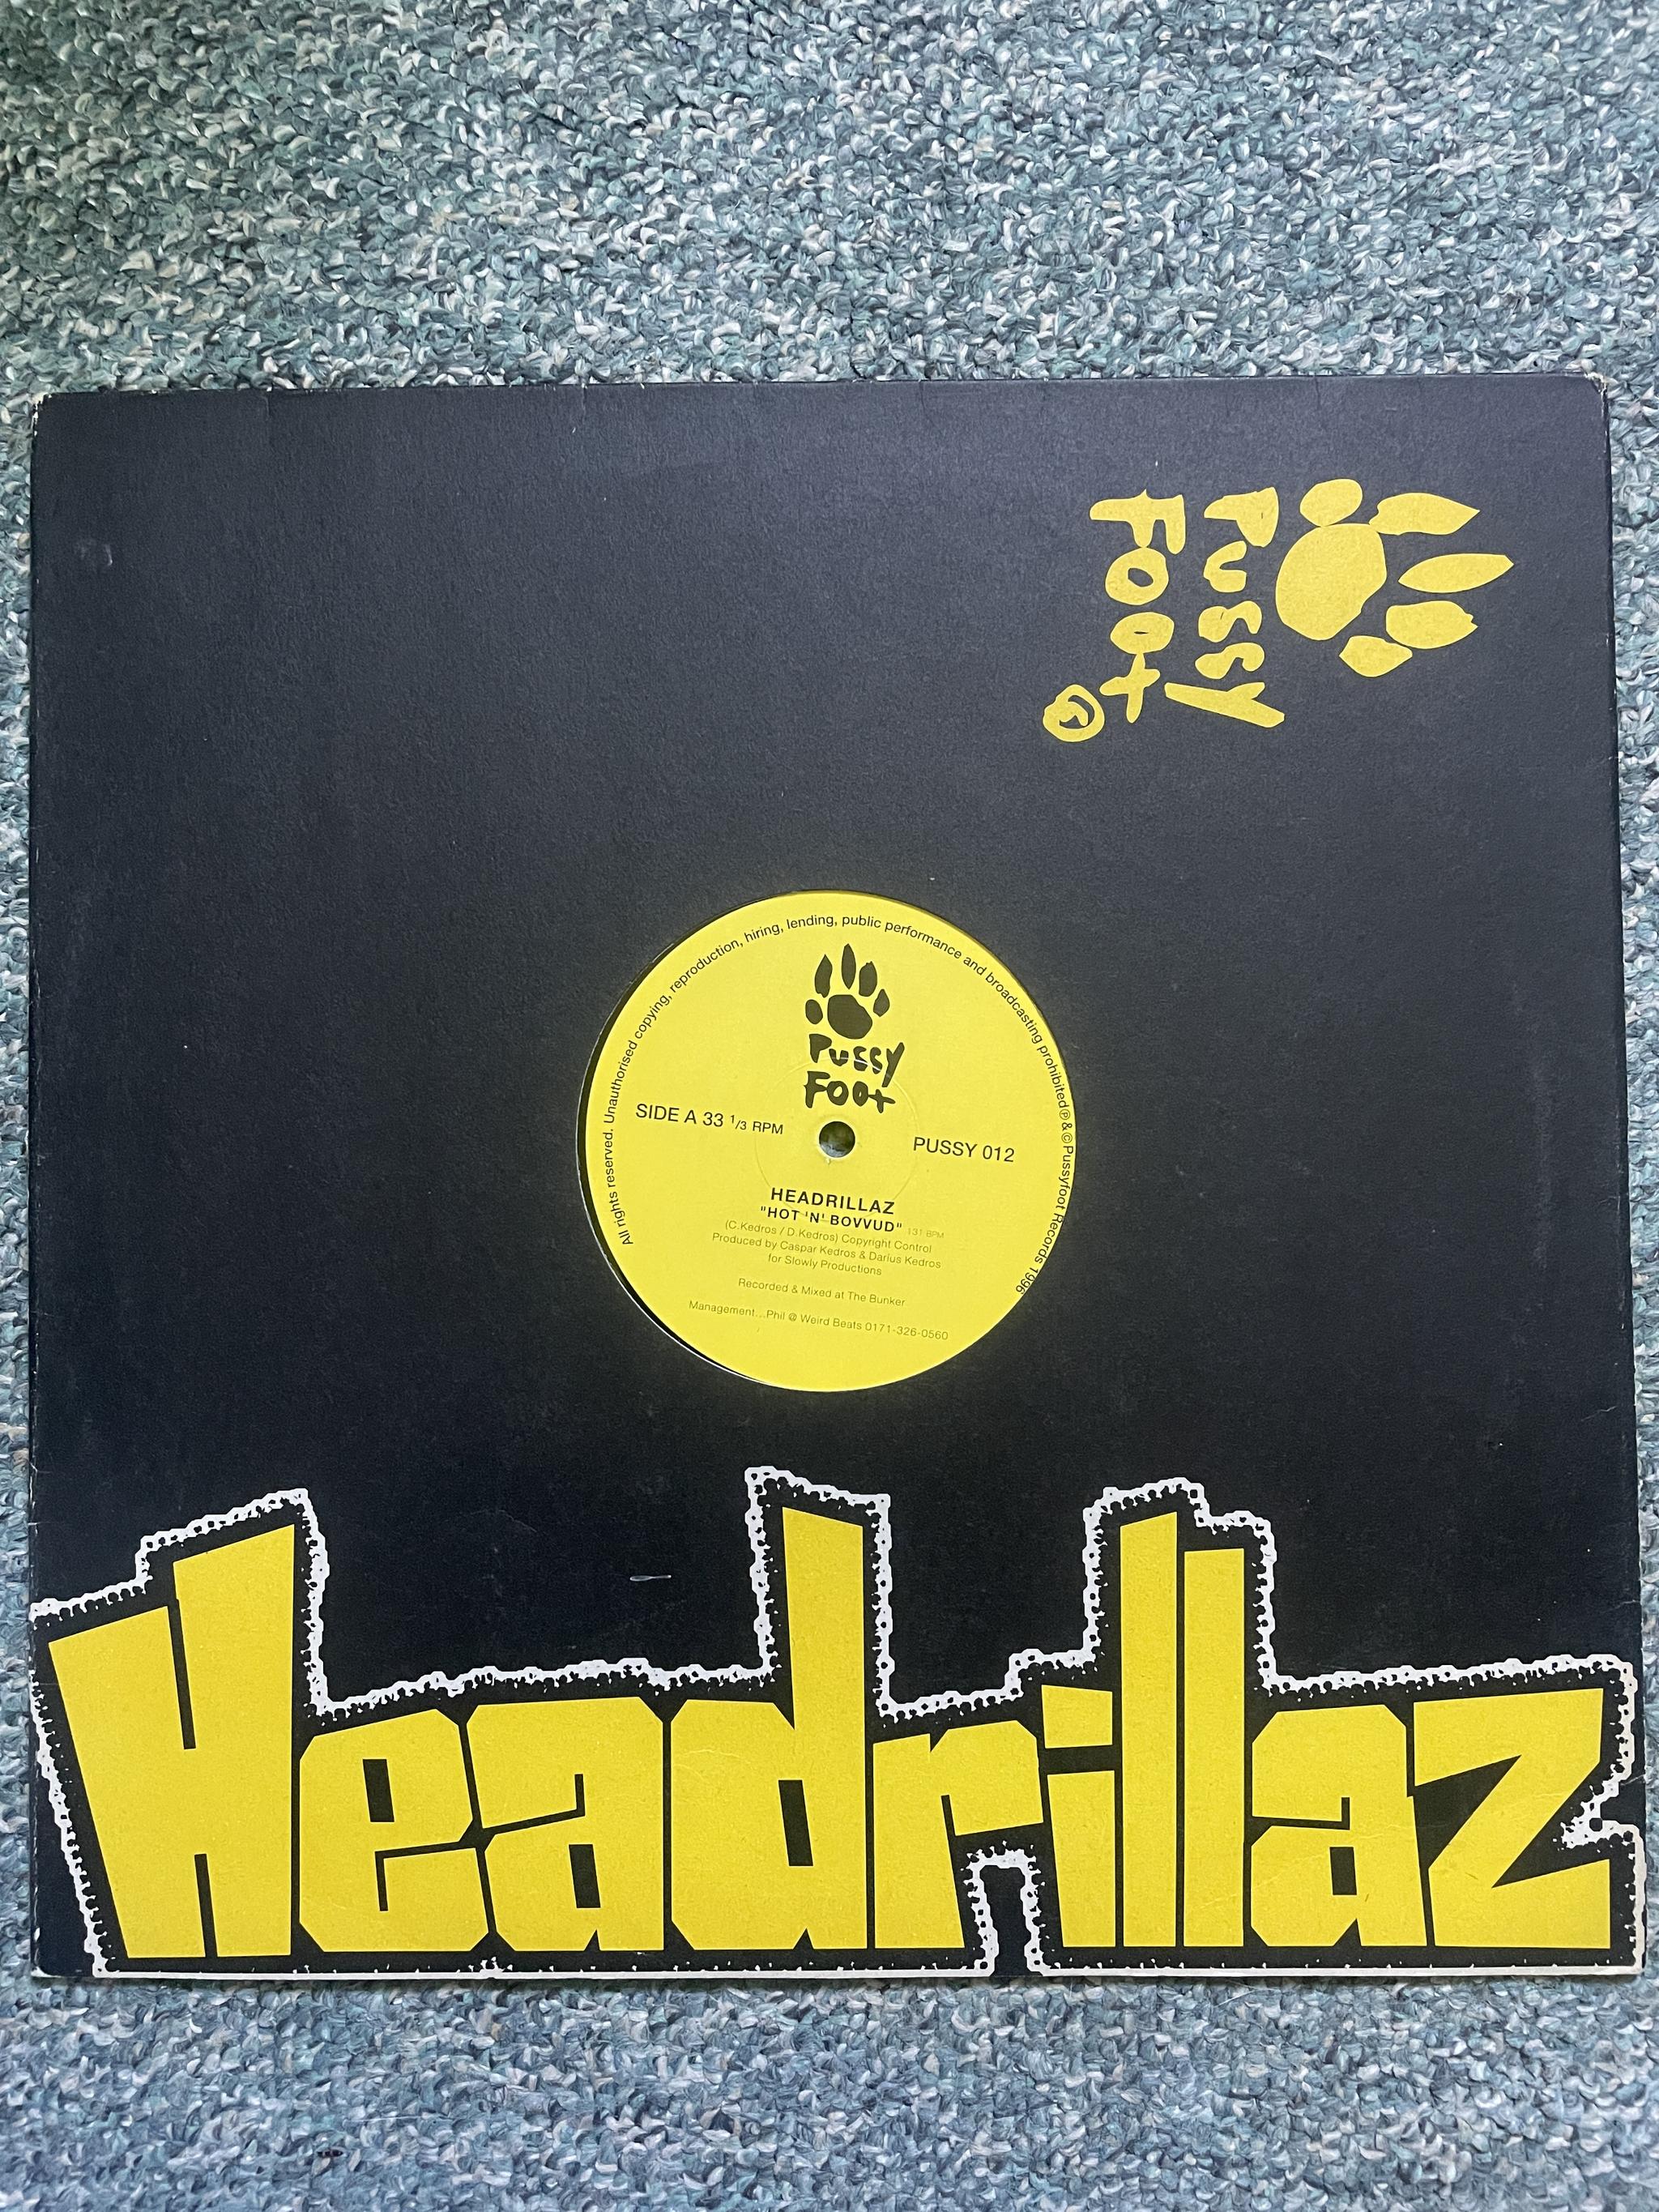 Pussy
Foot
®
All rights reserved. Unauthorised copying, reproduction, hiring, lending, public performance and broadcasting prohibited ℗ & © Pussyfoot Records 1996
Pussy
Foot
SIDE A 33 1/3 RPM
PUSSY 012
HEADRILLAZ
"HOT 'N' BOVVUD" 131 BPM
(C.Kedros / D.Kedros) Copyright Control
Produced by Caspar Kedros & Darius Kedros
for Slowly Productions
Recorded & Mixed at The Bunker
Management...Phil @ Weird Beats 0171-326-0560
Headrillaz